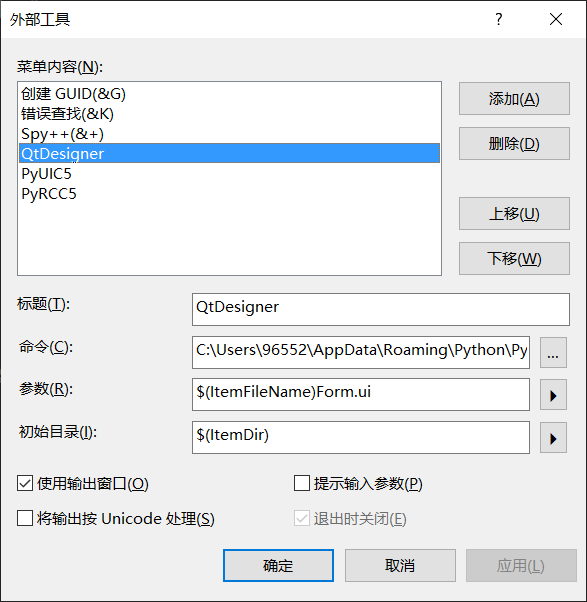 外部工具
菜单内容(N):
创建 GUID(&G)
错误查找(&K)
Spy++(&+)
QtDesigner
PyUIC5
PyRCC5
添加(A)
删除(D)
上移(U)
下移(W)
标题(T):
QtDesigner
命令(C):
C:\Users\96552\AppData\Roaming\Python\Py
...
参数(R):
$(ItemFileName)Form.ui
初始目录(I):
$(ItemDir)
使用输出窗口(O)
提示输入参数(P)
将输出按 Unicode 处理(S)
退出时关闭(E)
确定
取消
应用(L)